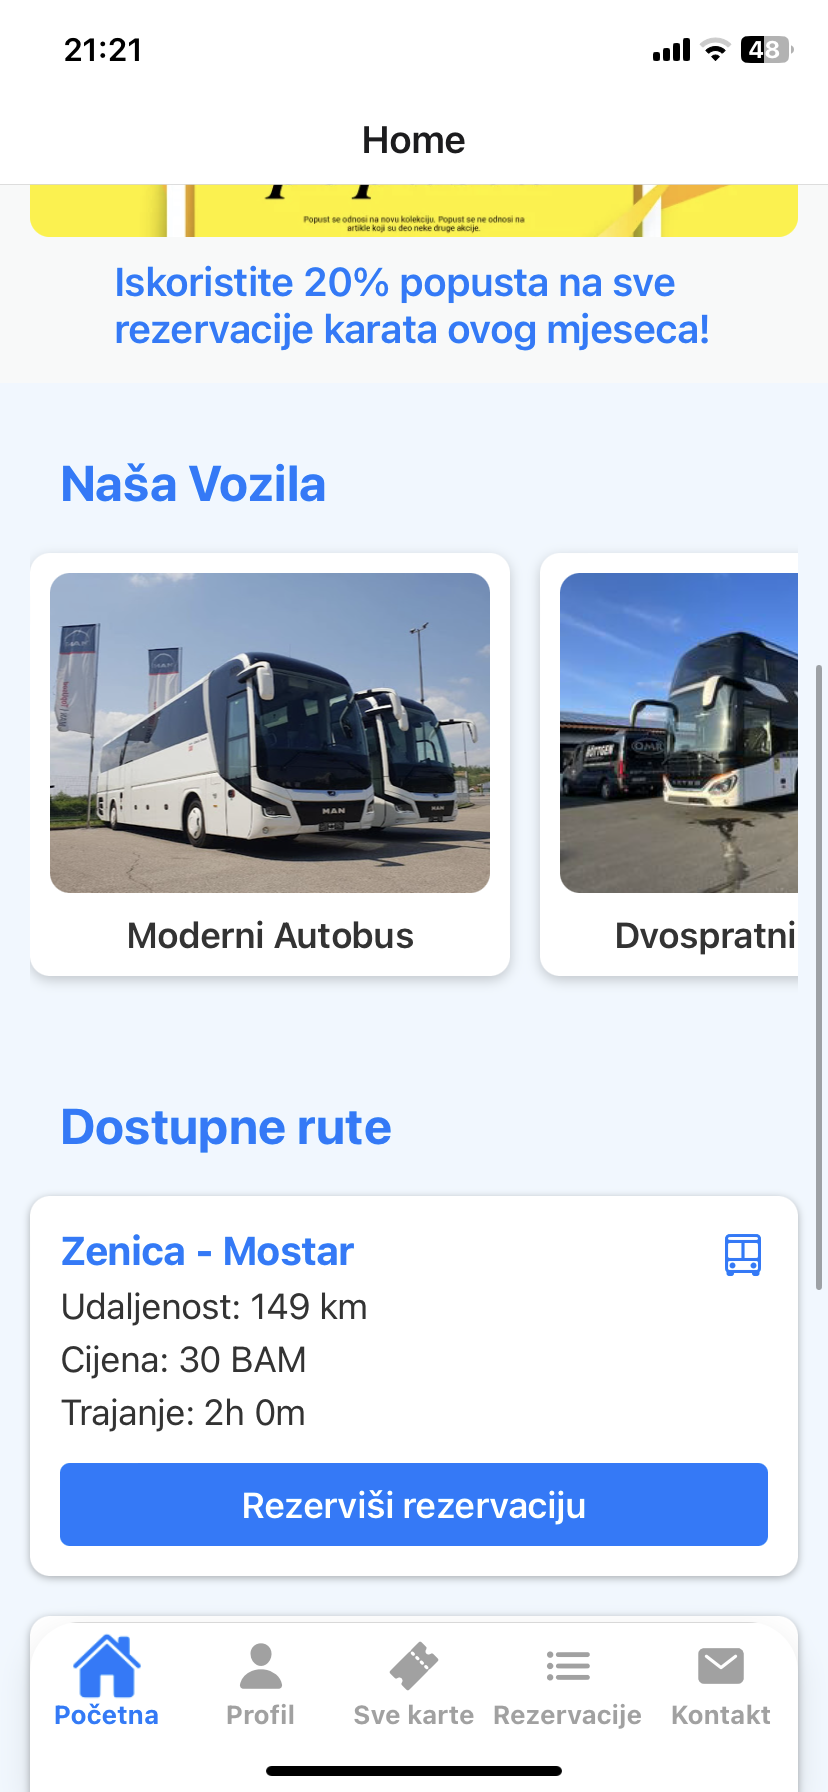 21:21
48
Home
Popust se odnosi na novu kolekciju. Popust se ne odnosi na
artikle koji su deo neke druge akcije.
Iskoristite 20% popusta na sve
rezervacije karata ovog mjeseca!
Naša Vozila
MAN
MAN
Moderni Autobus
Dvospratni
Dostupne rute
Zenica - Mostar
Udaljenost: 149 km
Cijena: 30 BAM
Trajanje: 2h 0m
Rezerviši rezervaciju
Početna
Profil
Sve karte
Rezervacije
Kontakt